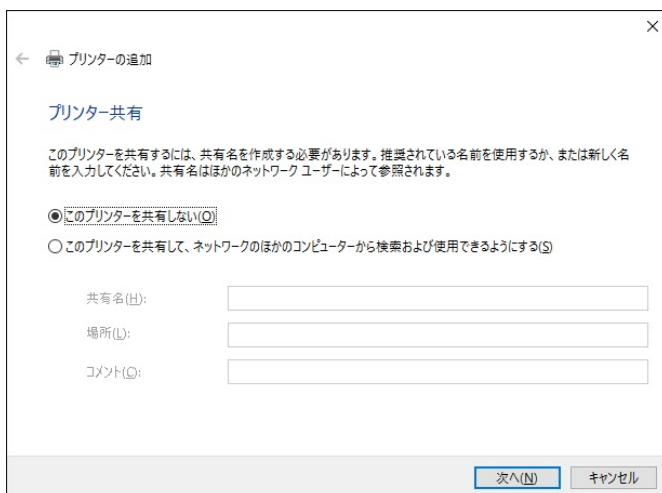 プリンターの追加
プリンター共有
このプリンターを共有するには、共有名を作成する必要があります。推奨されている名前を使用するか、または新しく名
前を入力してください。共有名はほかのネットワーク ユーザーによって参照されます。
このプリンターを共有しない(O)
このプリンターを共有して、ネットワークのほかのコンピューターから検索および使用できるようにする(S)
共有名(H):
場所(L):
コメント(C):
次へ(N) キャンセル